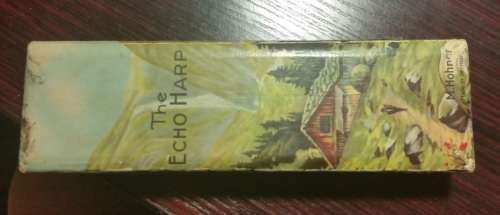 The
ECHO HARP
M. Hohner